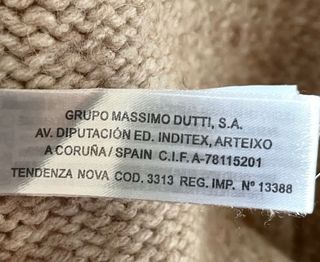 GRUPO MASSIMO DUTTI, S.A.
AV. DIPUTACIÓN ED. INDITEX, ARTEIXO
A CORUÑA / SPAIN C.I.F. A-78115201
TENDENZA NOVA COD. 3313 REG. IMP. Nº 13388